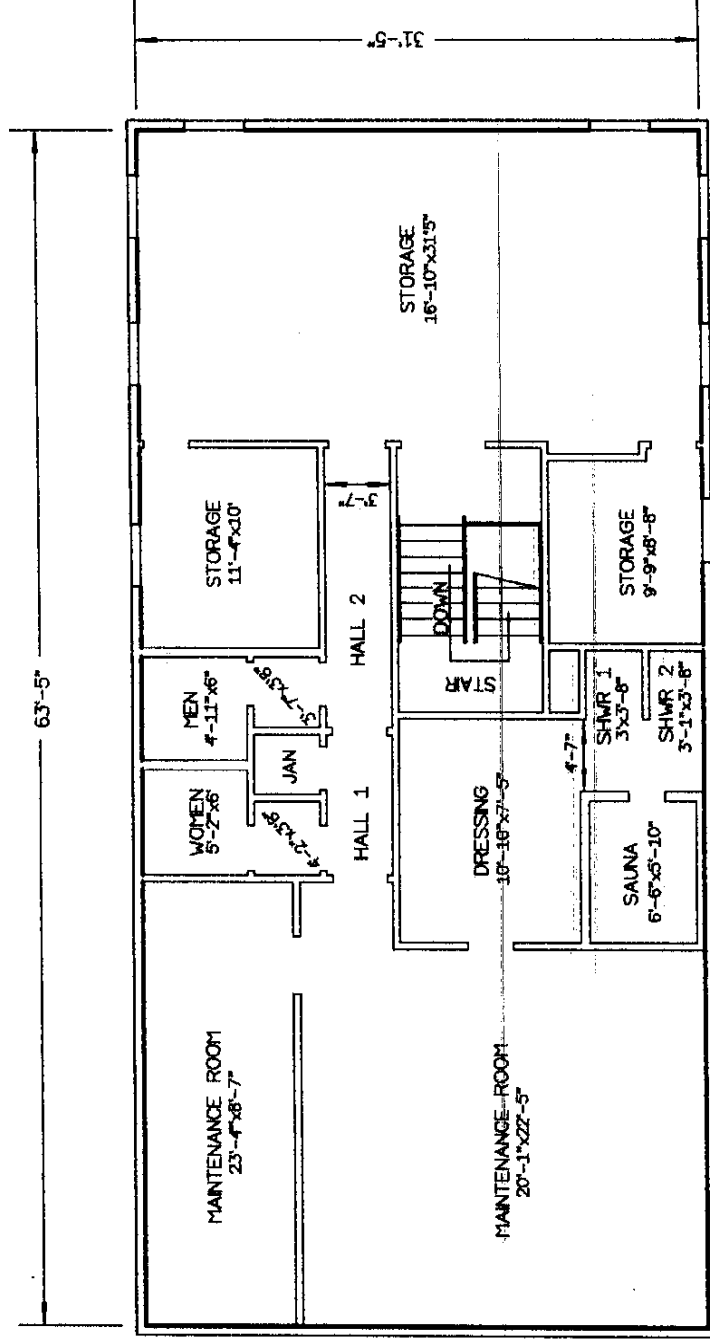 63'-5"
31'-5"
MAINTENANCE ROOM
23'-4"x8'-7"
WOMEN
5'-2"x6'
MEN
4'-11"x6'
STORAGE
11'-4"x10'
4'-2"x3'8"
JAN
3'-7"x3'8"
HALL 1
HALL 2
3'-7"
STORAGE
16'-10"x31'5"
MAINTENANCE ROOM
20'-1"x22'-5"
DRESSING
10'-10"x7'-5"
STAIR
DOWN
4'-7"
SAUNA
6'-6"x5'-10"
SHWR 1
3'x3'-8"
SHWR 2
3'-1"x3'-8"
STORAGE
9'-9"x8'-8"